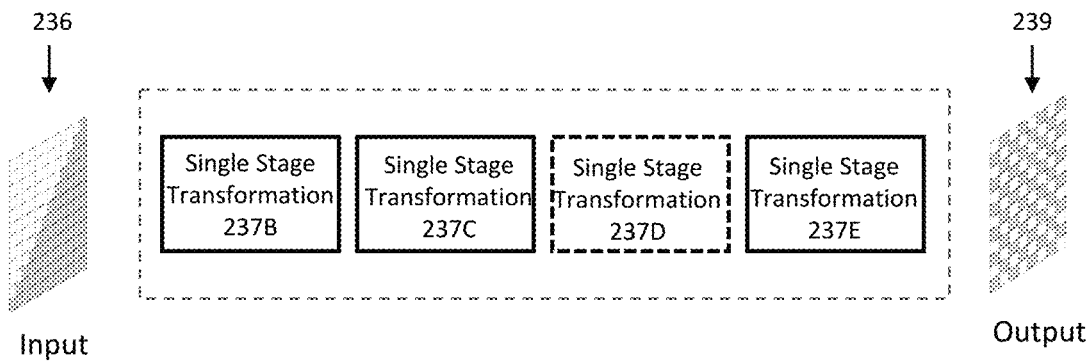 236
239
Single Stage
Transformation
237B
Single Stage
Transformation
237C
Single Stage
Transformation
237D
Single Stage
Transformation
237E
Input
Output